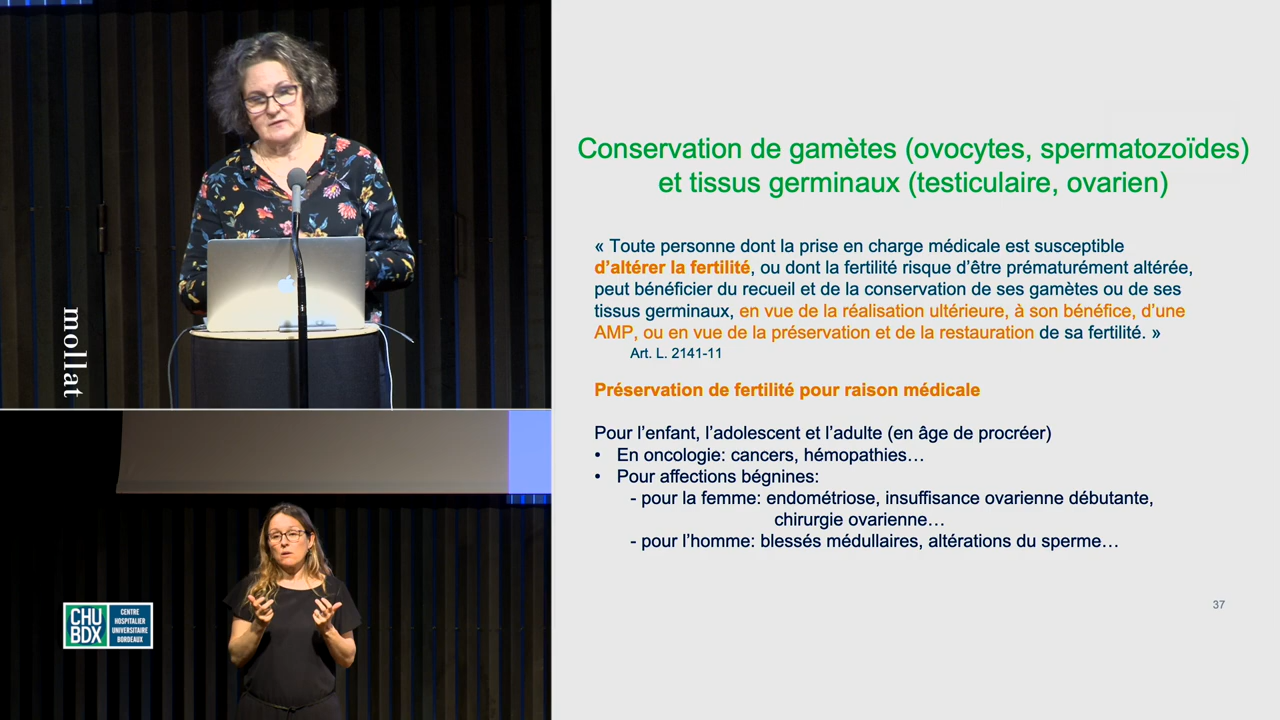 mollat
CHU
BDX
CENTRE
HOSPITALIER
UNIVERSITAIRE
BORDEAUX
Conservation de gamètes (ovocytes, spermatozoïdes)
et tissus germinaux (testiculaire, ovarien)
« Toute personne dont la prise en charge médicale est susceptible
d’altérer la fertilité, ou dont la fertilité risque d’être prématurément altérée,
peut bénéficier du recueil et de la conservation de ses gamètes ou de ses
tissus germinaux, en vue de la réalisation ultérieure, à son bénéfice, d’une
AMP, ou en vue de la préservation et de la restauration de sa fertilité. »
Art. L. 2141-11
Préservation de fertilité pour raison médicale
Pour l’enfant, l’adolescent et l’adulte (en âge de procréer)
• En oncologie: cancers, hémopathies…
• Pour affections bégnines:
- pour la femme: endométriose, insuffisance ovarienne débutante,
chirurgie ovarienne…
- pour l’homme: blessés médullaires, altérations du sperme…
37